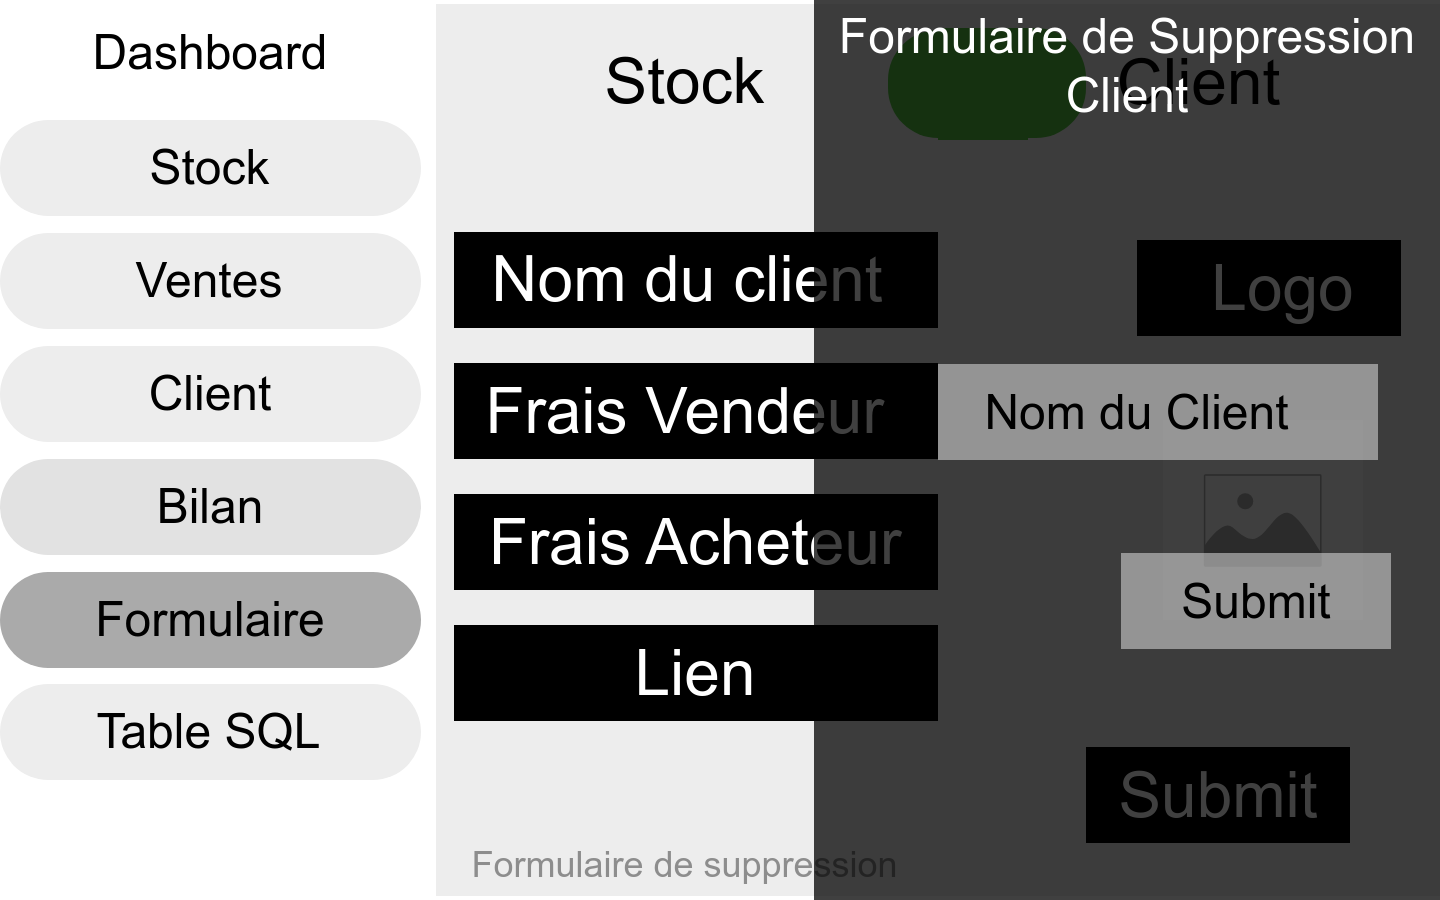 Dashboard
Stock
Ventes
Client
Bilan
Formulaire
Table SQL
Stock
Client
Nom du client
Frais Vendeur
Frais Acheteur
Lien
Formulaire de suppression
Formulaire de Suppression
Client
Logo
Nom du Client
Submit
Submit